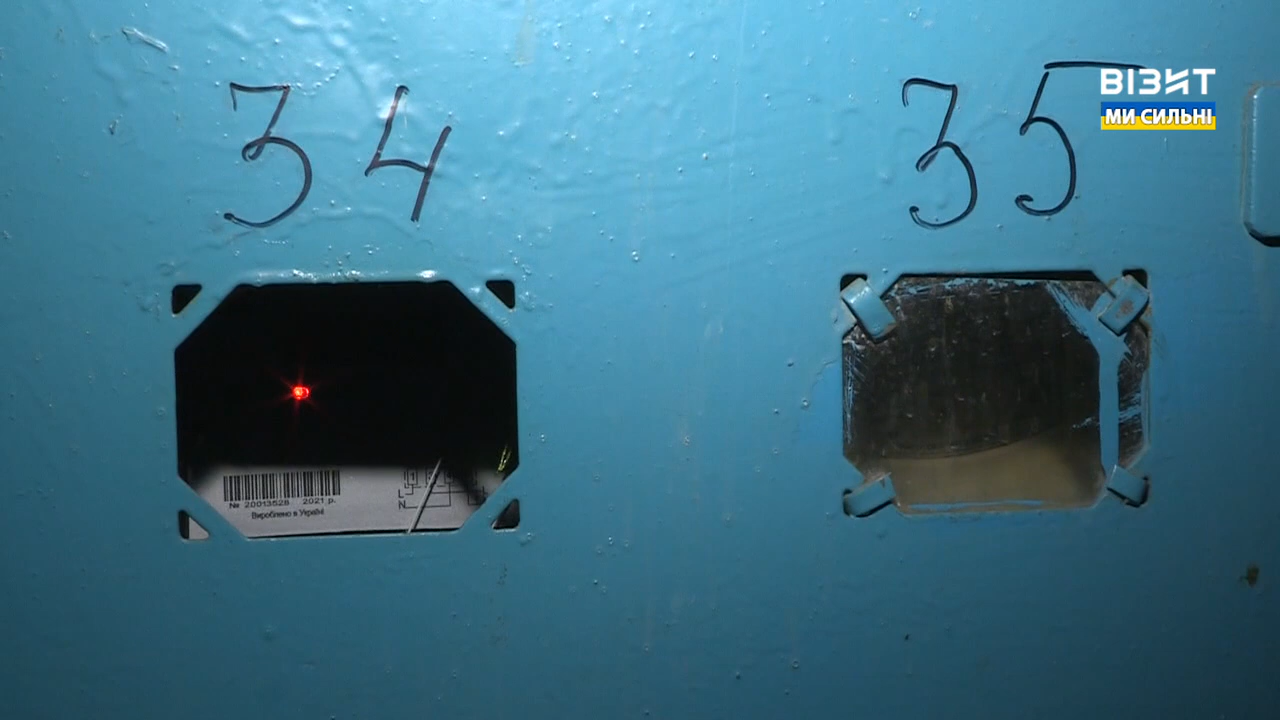 34
35
ВІЗИТ
МИ СИЛЬНІ
№ 20013528 2021 р.
Вироблено в Україні
L
N